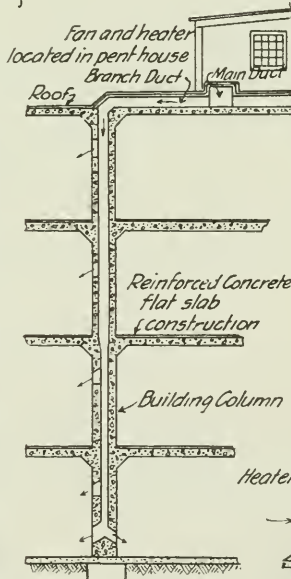 Fan and heater
located in pent house
Branch Duct
Main Duct
Roof
Reinforced Concrete
flat slab
construction
Building Column
Heater